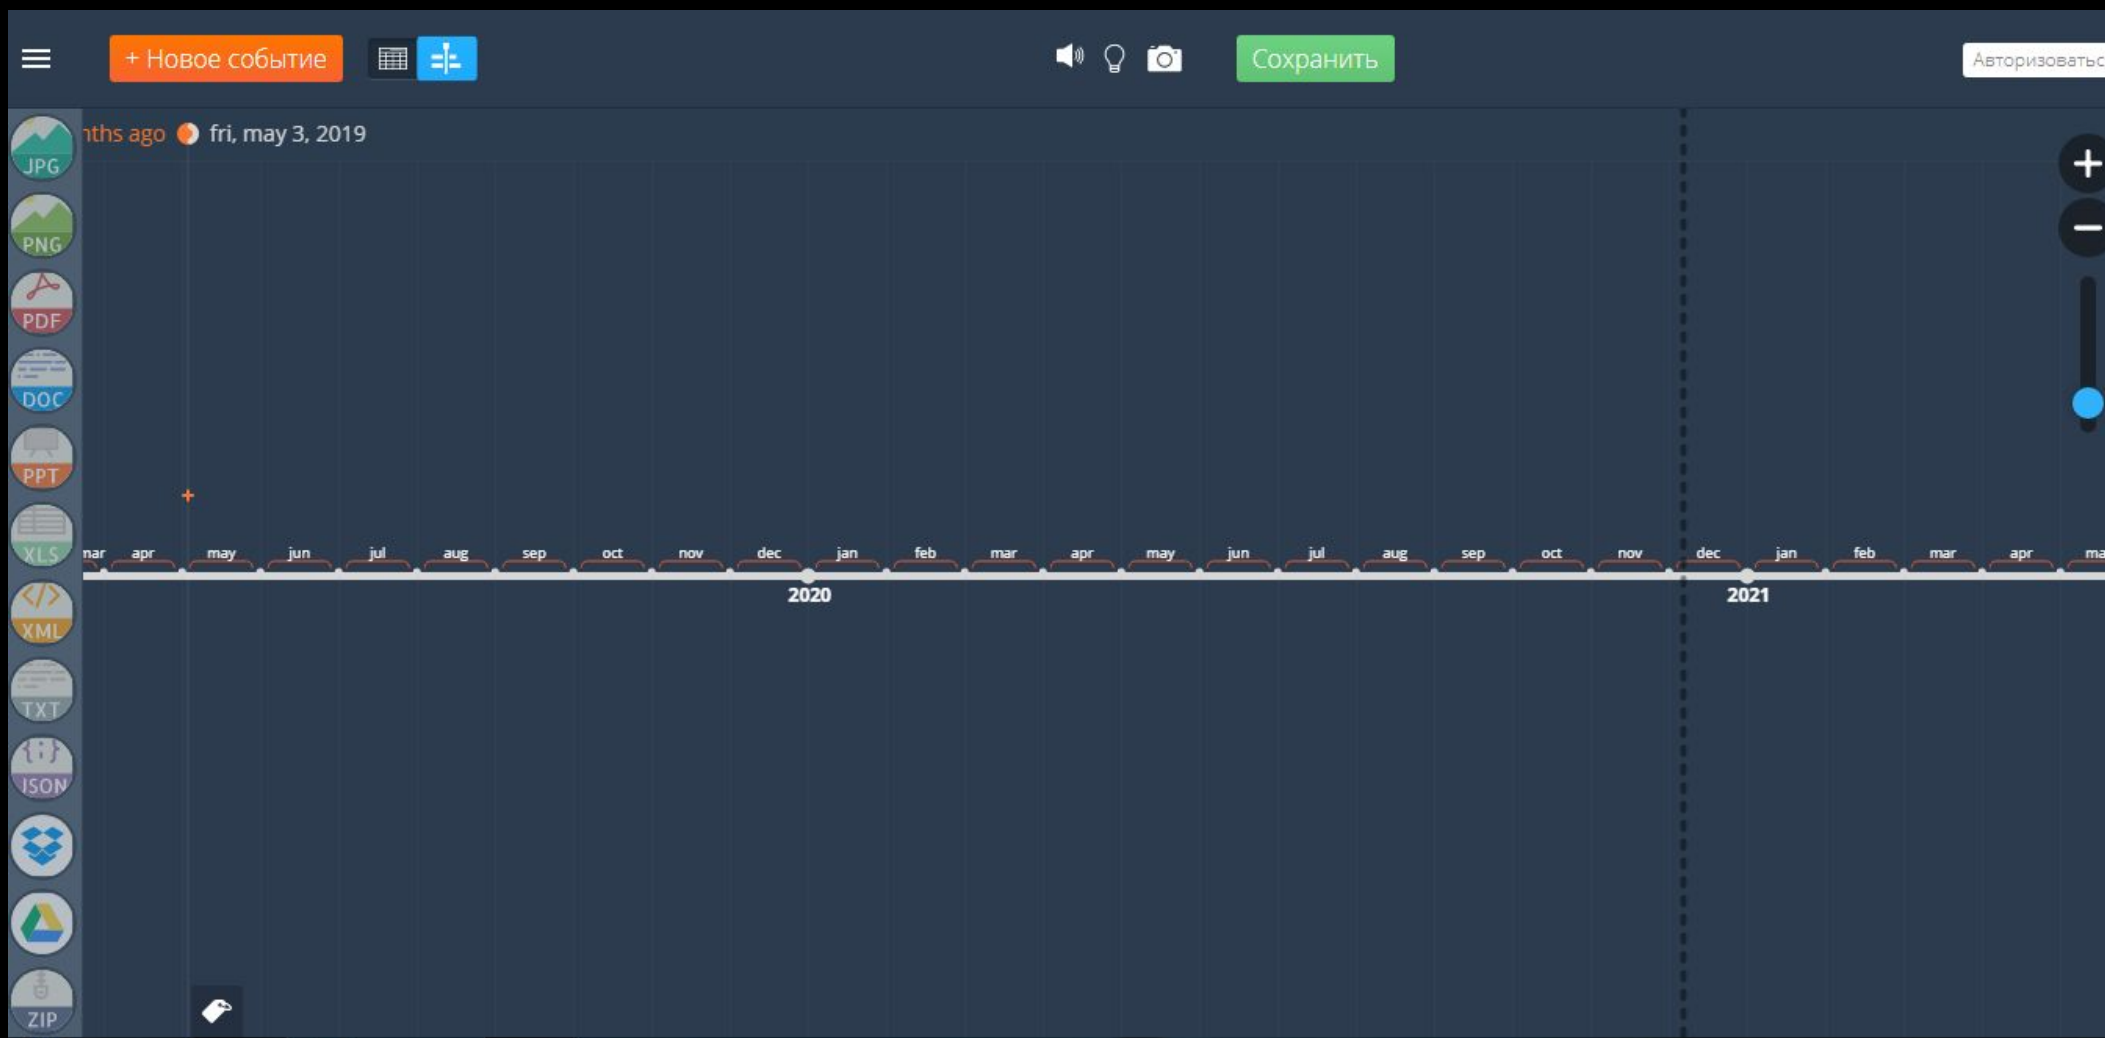 + Новое событие
Сохранить
Авторизоватьс
nths ago fri, may 3, 2019
JPG
PNG
PDF
DOC
PPT
XLS
mar apr may jun jul aug sep oct nov dec jan feb mar apr may jun jul aug sep oct nov dec jan feb mar apr ma
2020 2021
</>
XML
TXT
{;}
JSON
ZIP